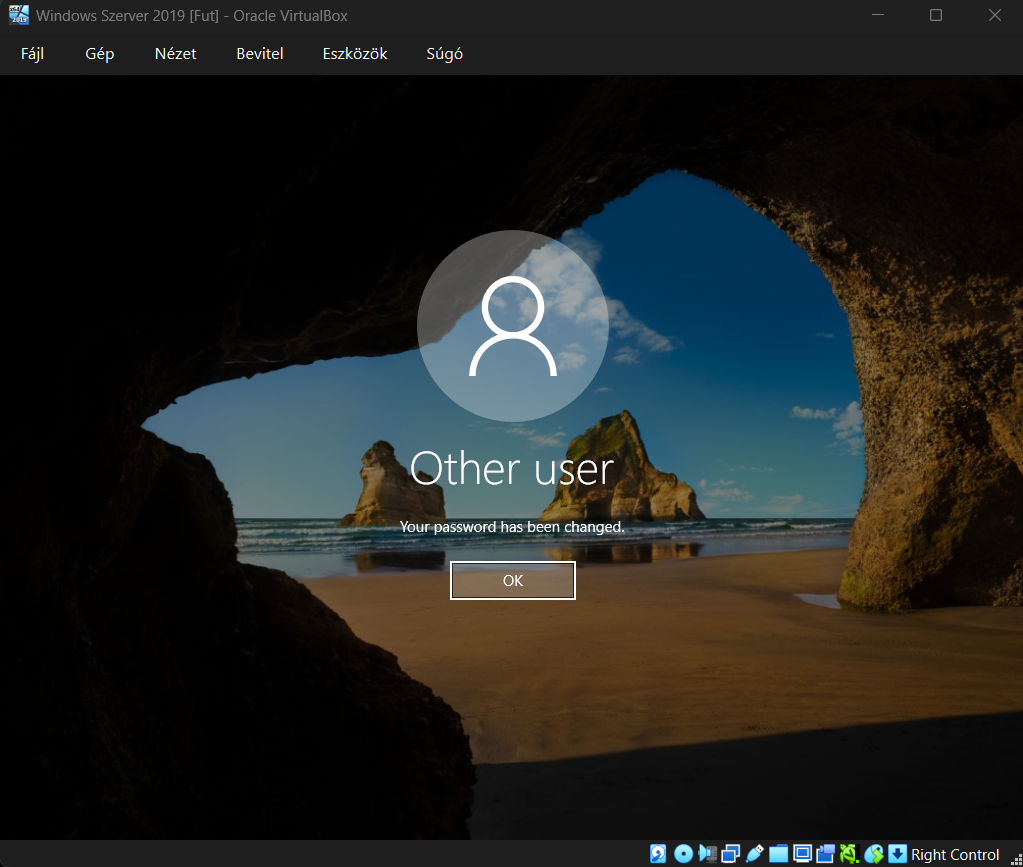 Windows Szerver 2019 [Fut] - Oracle VirtualBox
Fájl Gép Nézet Bevitel Eszközök Súgó
Other user
Your password has been changed.
OK
Right Control